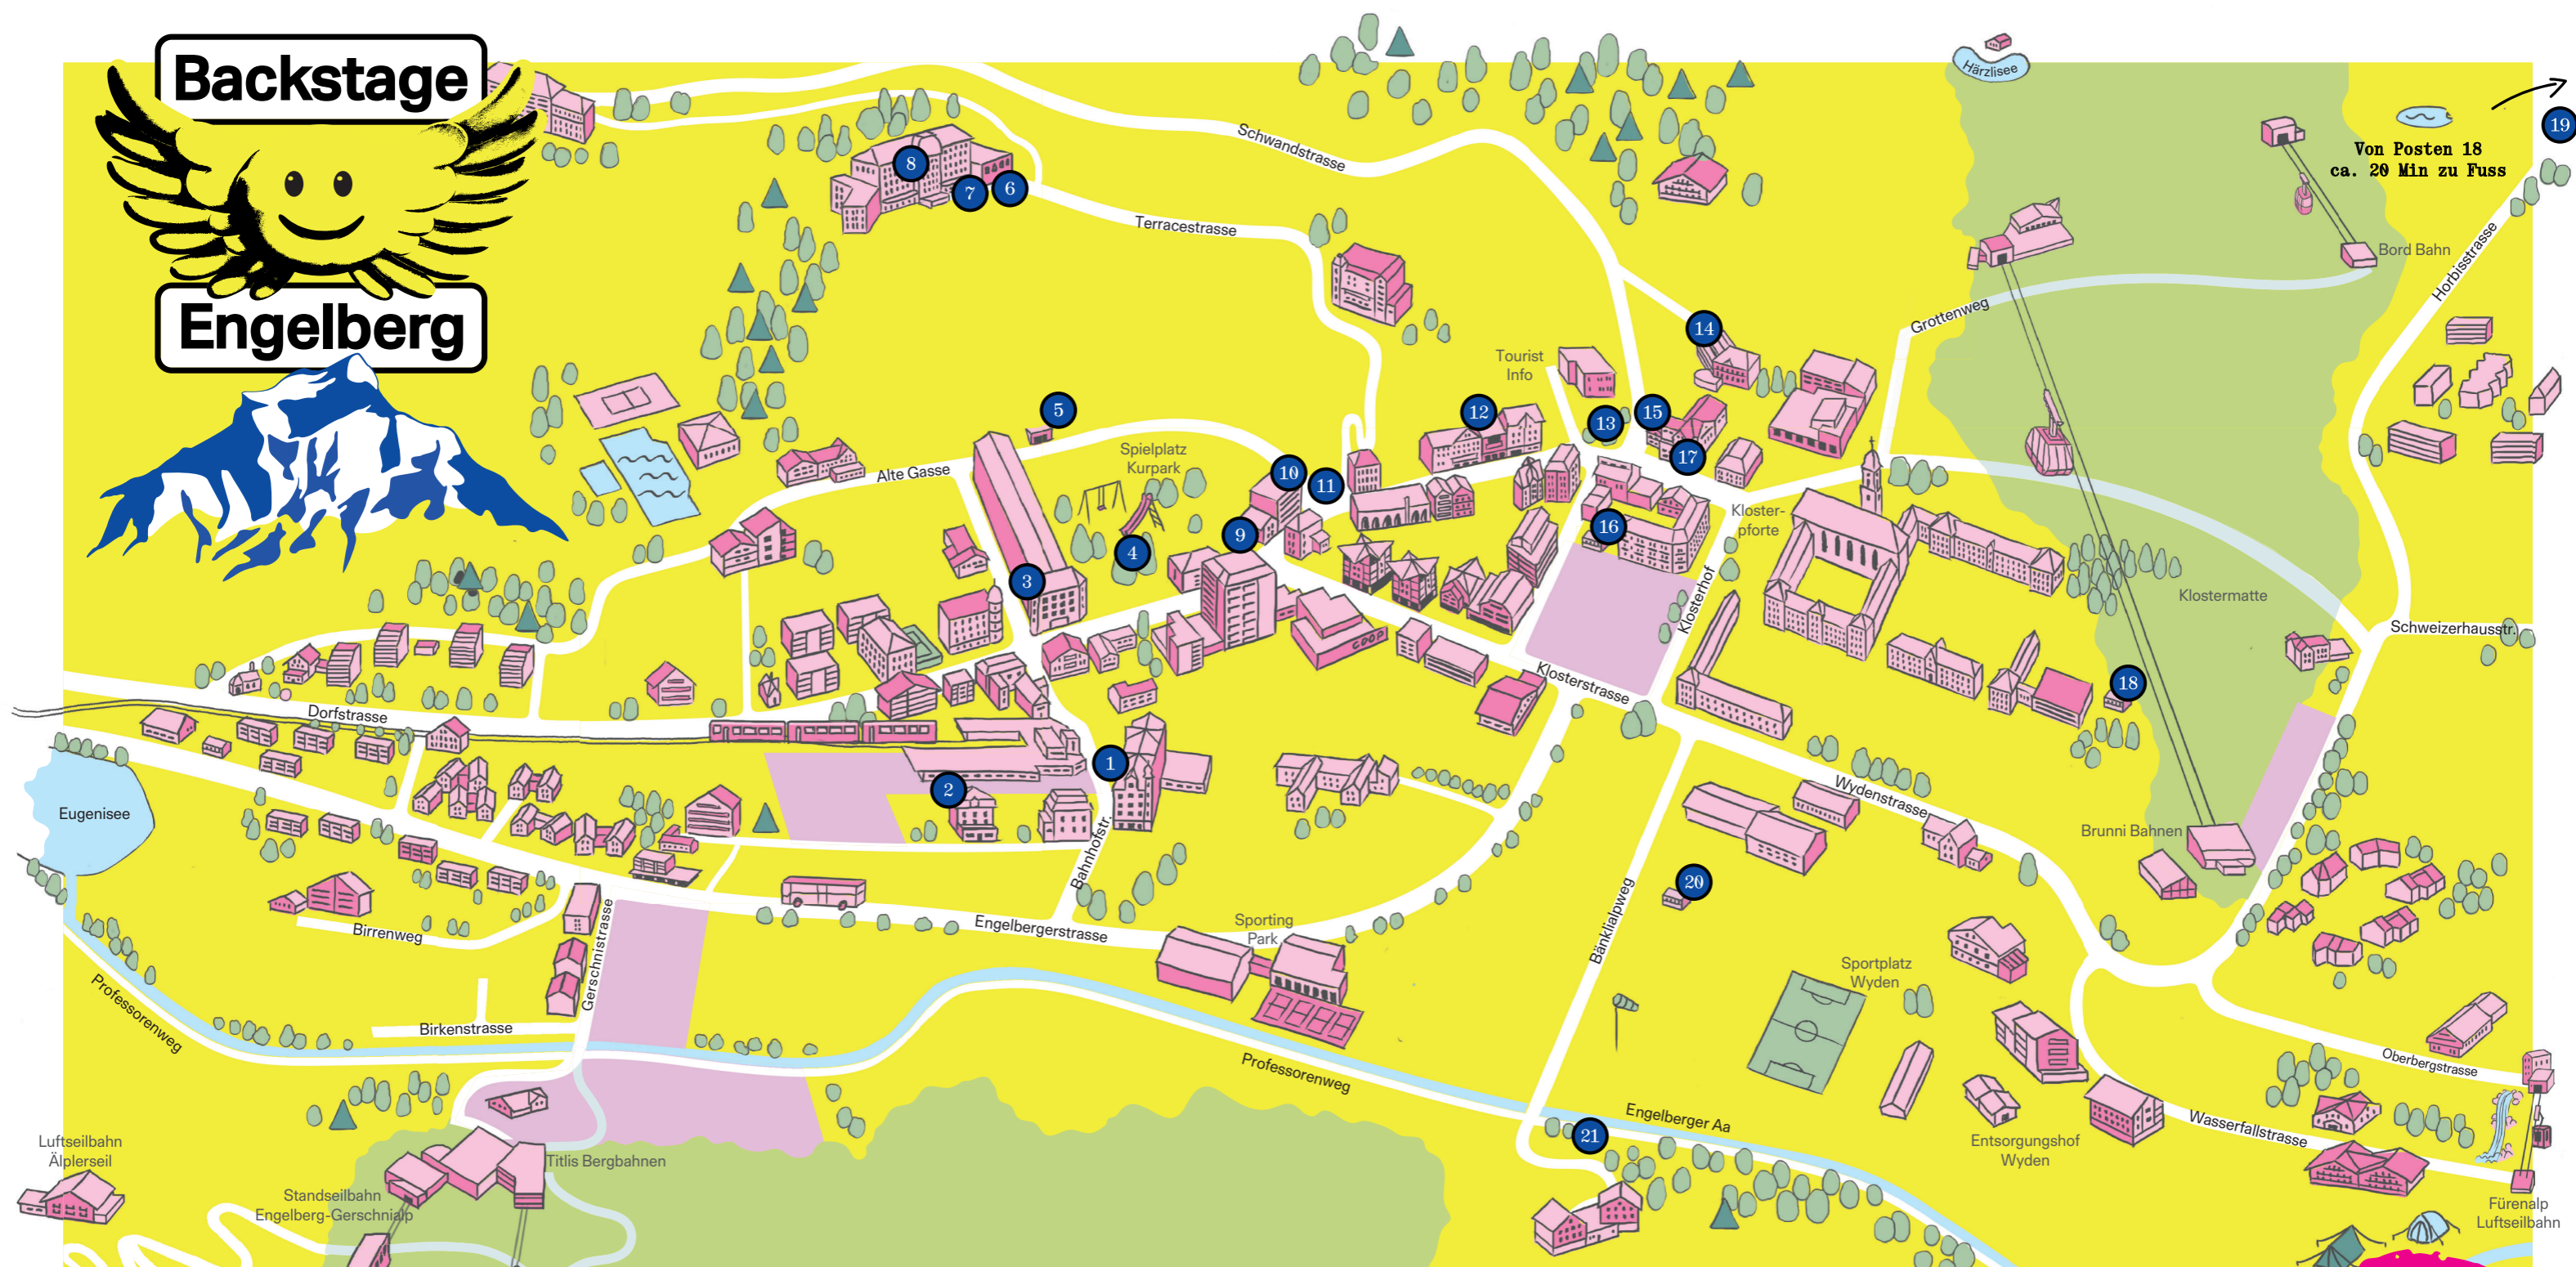 Backstage
Engelberg
Härzlisee
19
Von Posten 18
ca. 20 Min zu Fuss
Schwandstrasse
8
7
6
Terracestrasse
Bord Bahn
Horbisstrasse
Grottenweg
14
Tourist
Info
5
12
13
15
17
Spielplatz
Kurpark
Alte Gasse
10
11
9
4
3
16
Kloster-
pforte
Klosterhof
Klostermatte
Schweizerhausstr.
Klosterstrasse
18
Dorfstrasse
1
2
Eugenisee
Bahnhofstr.
Wydenstrasse
Brunni Bahnen
20
Bänklialpweg
Birrenweg
Gerschnistrasse
Engelbergerstrasse
Sporting
Park
Sportplatz
Wyden
Professorenweg
Birkenstrasse
Professorenweg
Oberbergstrasse
Engelberger Aa
21
Wasserfallstrasse
Entsorgungshof
Wyden
Luftseilbahn
Älplerseil
Titlis Bergbahnen
Standseilbahn
Engelberg-Gerschnialp
Fürenalp
Luftseilbahn